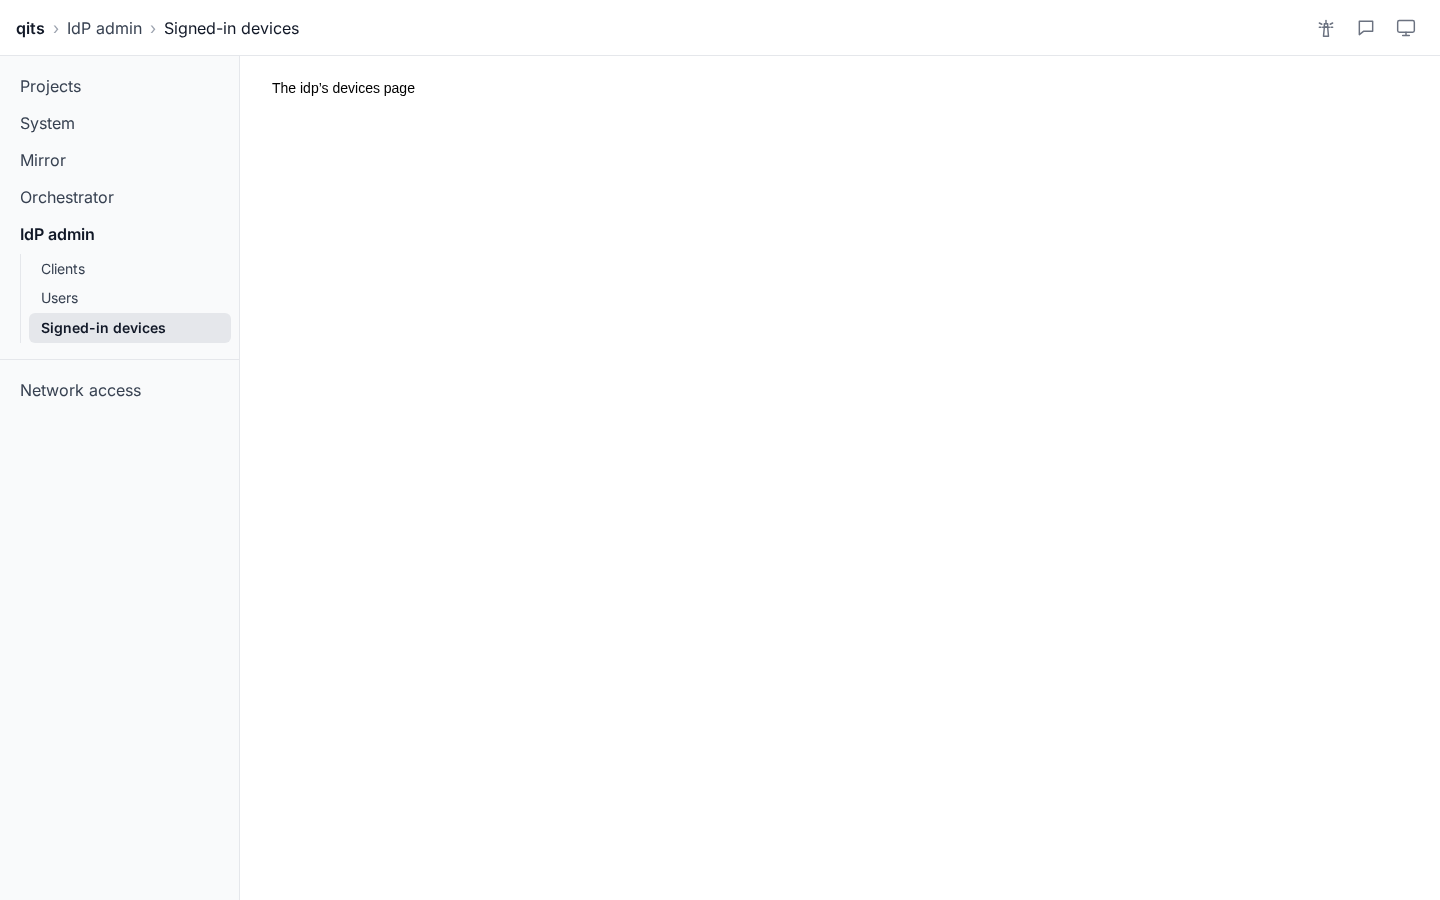 qits › IdP admin › Signed-in devices
Projects
System
Mirror
Orchestrator
IdP admin
Clients
Users
Signed-in devices
Network access
The idp's devices page